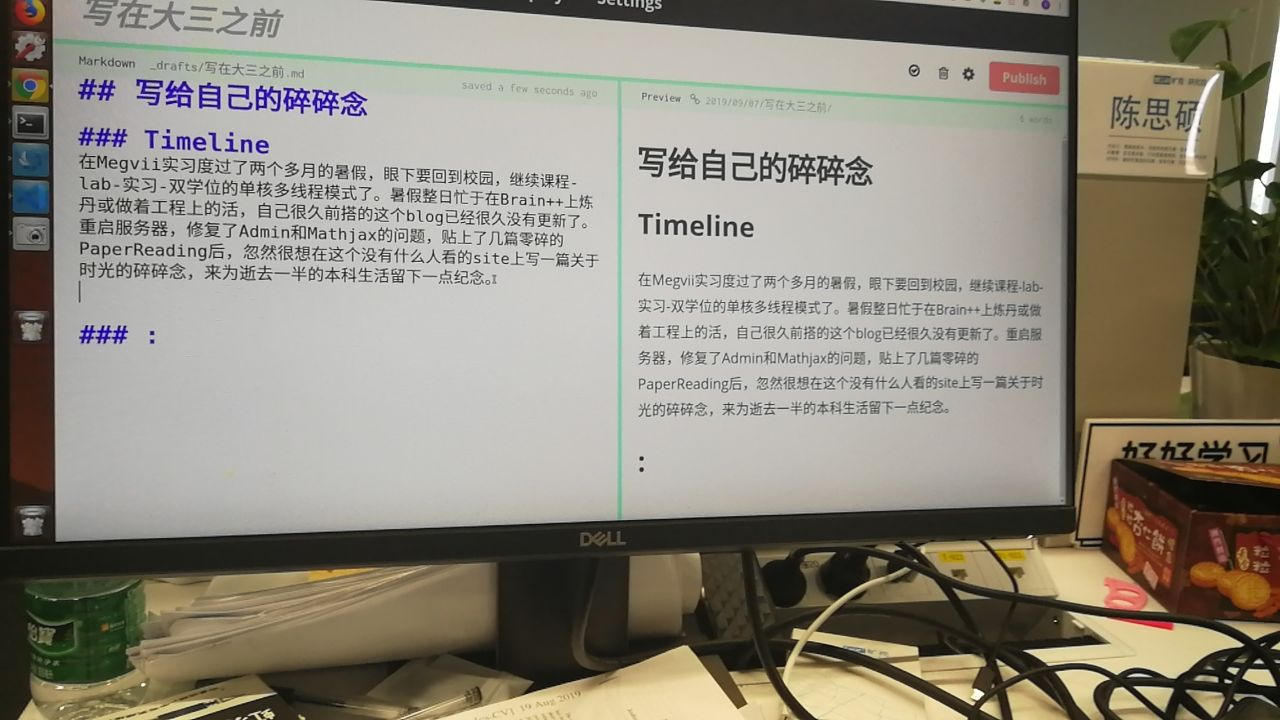 Settings
写在大三之前
Markdown _drafts/写在大三之前.md
saved a few seconds ago
## 写给自己的碎碎念
### Timeline
在Megvii实习度过了两个多月的暑假，眼下要回到校园，继续课程-
lab-实习-双学位的单核多线程模式了。暑假整日忙于在Brain++上炼
丹或做着工程上的活，自己很久前搭的这个blog已经很久没有更新了。
重启服务器，修复了Admin和Mathjax的问题，贴上了几篇零碎的
PaperReading后，忽然很想在这个没有什么人看的site上写一篇关于
时光的碎碎念，来为逝去一半的本科生活留下一点纪念。
### :
Publish
Preview 2019/09/07/写在大三之前/
6 words
写给自己的碎碎念
Timeline
在Megvii实习度过了两个多月的暑假，眼下要回到校园，继续课程-lab-
实习-双学位的单核多线程模式了。暑假整日忙于在Brain++上炼丹或做
着工程上的活，自己很久前搭的这个blog已经很久没有更新了。重启服
务器，修复了Admin和Mathjax的问题，贴上了几篇零碎的
PaperReading后，忽然很想在这个没有什么人看的site上写一篇关于时
光的碎碎念，来为逝去一半的本科生活留下一点纪念。
:
DELL
研究院
陈思硕
好好学习
杏仁餅
粒粒
怡寶
19 Aug 2019